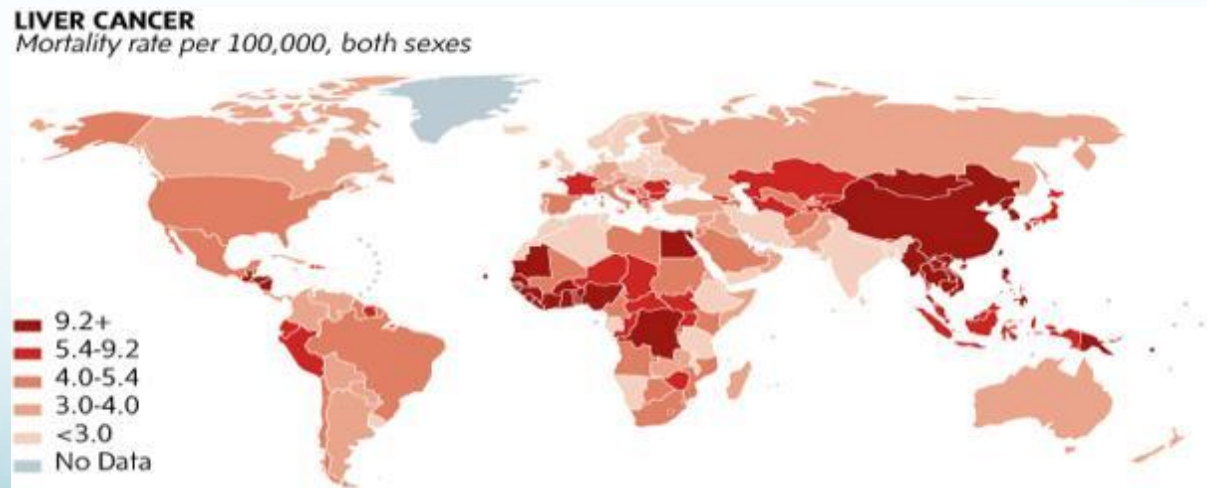 LIVER CANCER
Mortality rate per 100,000, both sexes
9.2+
5.4-9.2
4.0-5.4
3.0-4.0
<3.0
No Data